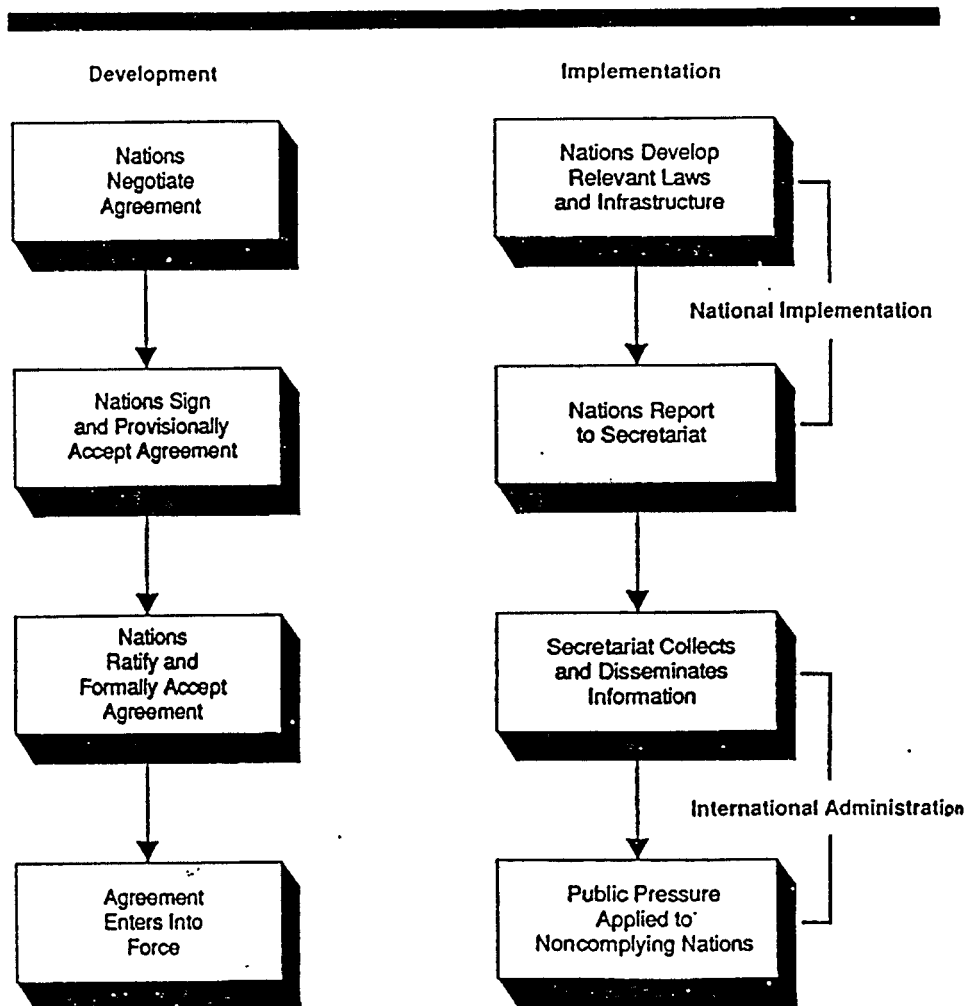 Development
Nations
Negotiate
Agreement
Nations Sign
and Provisionally
Accept Agreement
Nations
Ratify and
Formally Accept
Agreement
Agreement
Enters Into
Force
Implementation
Nations Develop
Relevant Laws
and Infrastructure
National Implementation
Nations Report
to Secretariat
Secretariat Collects
and Disseminates
Information
International Administration
Public Pressure
Applied to
Noncomplying Nations